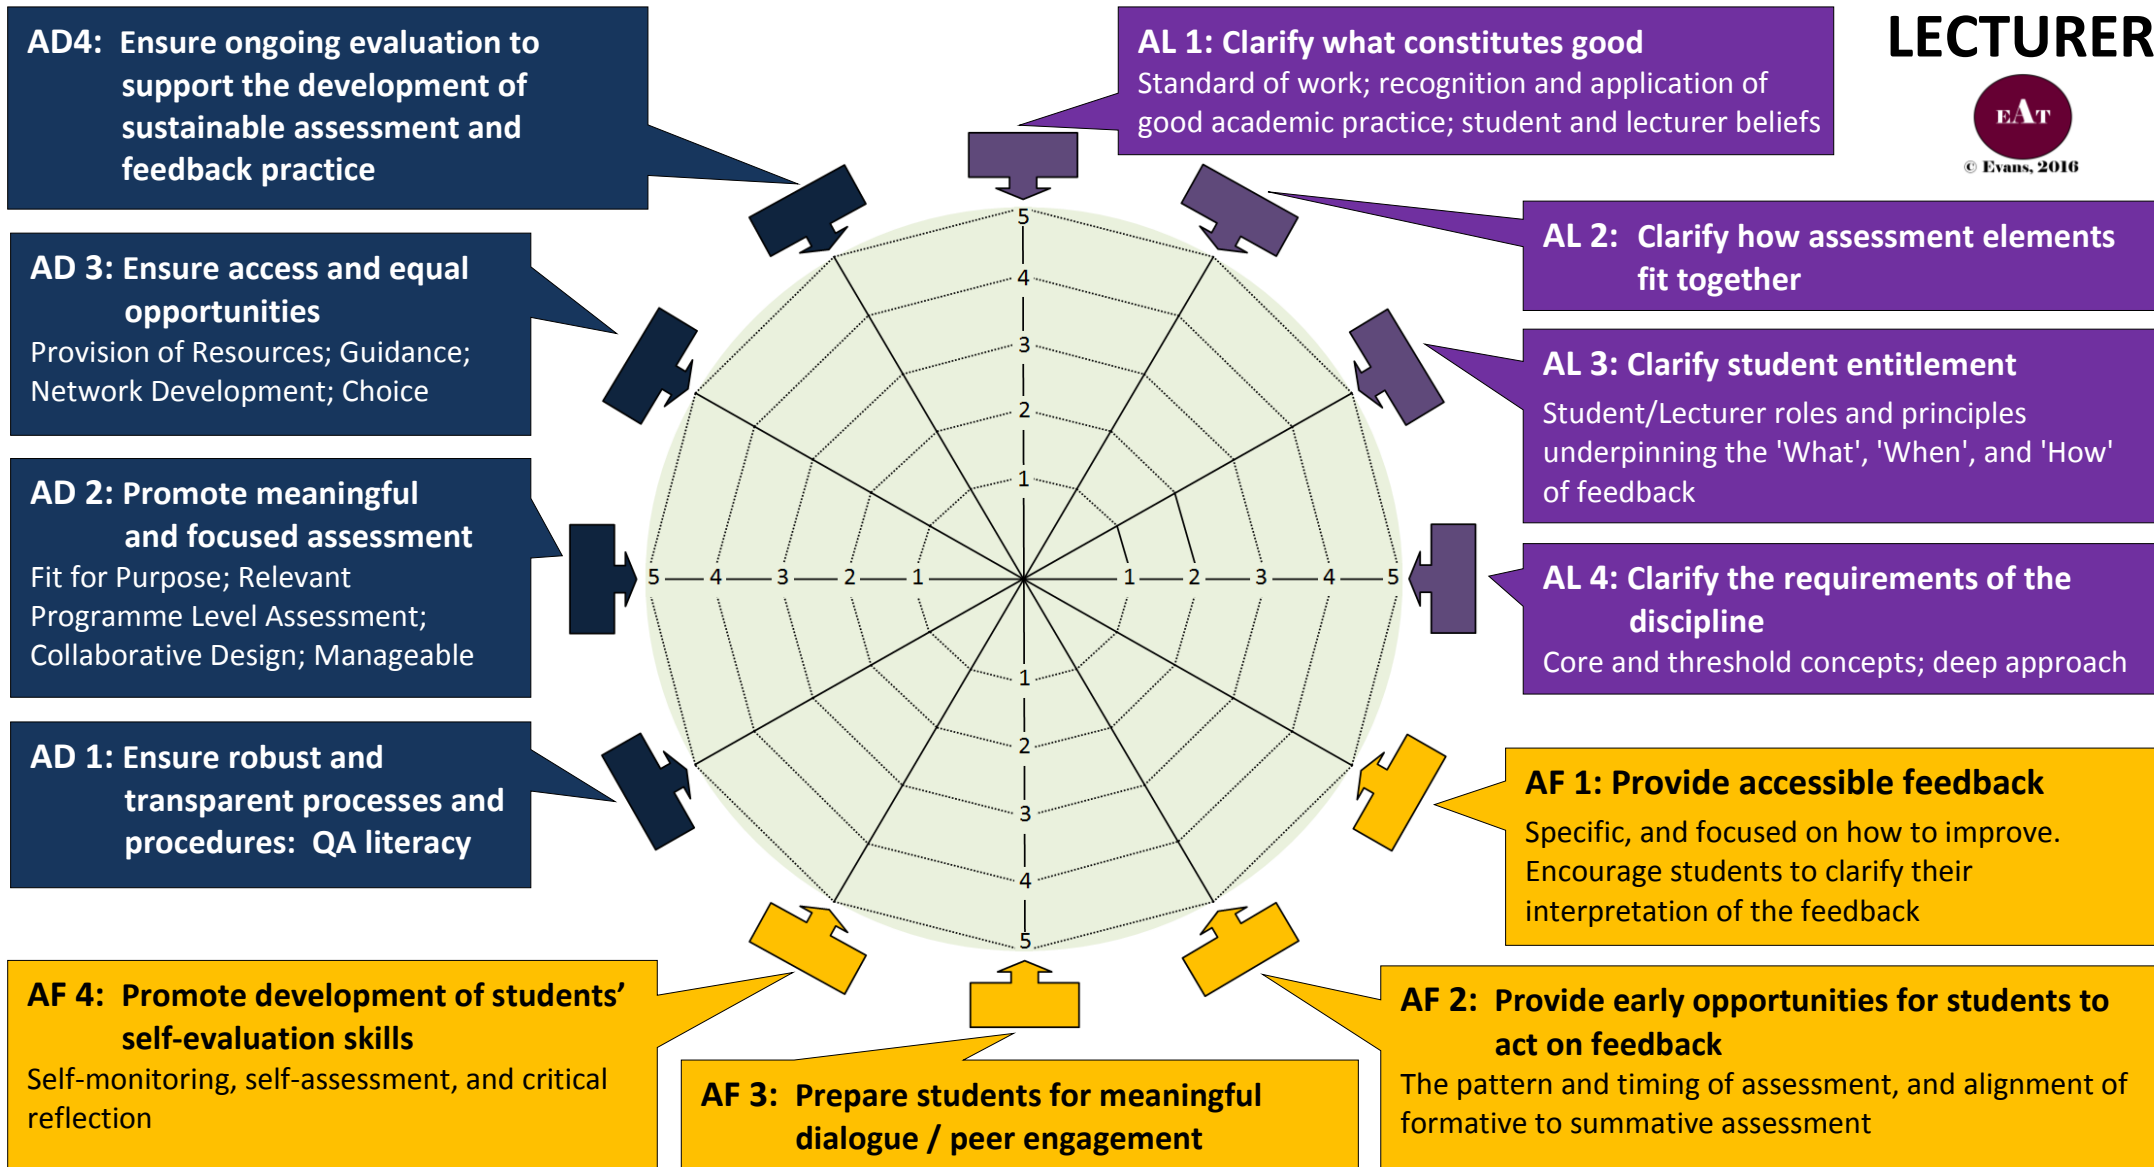 LECTURER
EAT
© Evans, 2016
AL 1: Clarify what constitutes good
Standard of work; recognition and application of
good academic practice; student and lecturer beliefs
AL 2: Clarify how assessment elements
fit together
AL 3: Clarify student entitlement
Student/Lecturer roles and principles
underpinning the 'What', 'When', and 'How'
of feedback
AL 4: Clarify the requirements of the
discipline
Core and threshold concepts; deep approach
AF 1: Provide accessible feedback
Specific, and focused on how to improve.
Encourage students to clarify their
interpretation of the feedback
AF 2: Provide early opportunities for students to
act on feedback
The pattern and timing of assessment, and alignment of
formative to summative assessment
AF 3: Prepare students for meaningful
dialogue / peer engagement
AF 4: Promote development of students’
self-evaluation skills
Self-monitoring, self-assessment, and critical
reflection
AD 1: Ensure robust and
transparent processes and
procedures: QA literacy
AD 2: Promote meaningful
and focused assessment
Fit for Purpose; Relevant
Programme Level Assessment;
Collaborative Design; Manageable
AD 3: Ensure access and equal
opportunities
Provision of Resources; Guidance;
Network Development; Choice
AD4: Ensure ongoing evaluation to
support the development of
sustainable assessment and
feedback practice
5
4
3
2
1
5 4 3 2 1 1 2 3 4 5
1
2
3
4
5